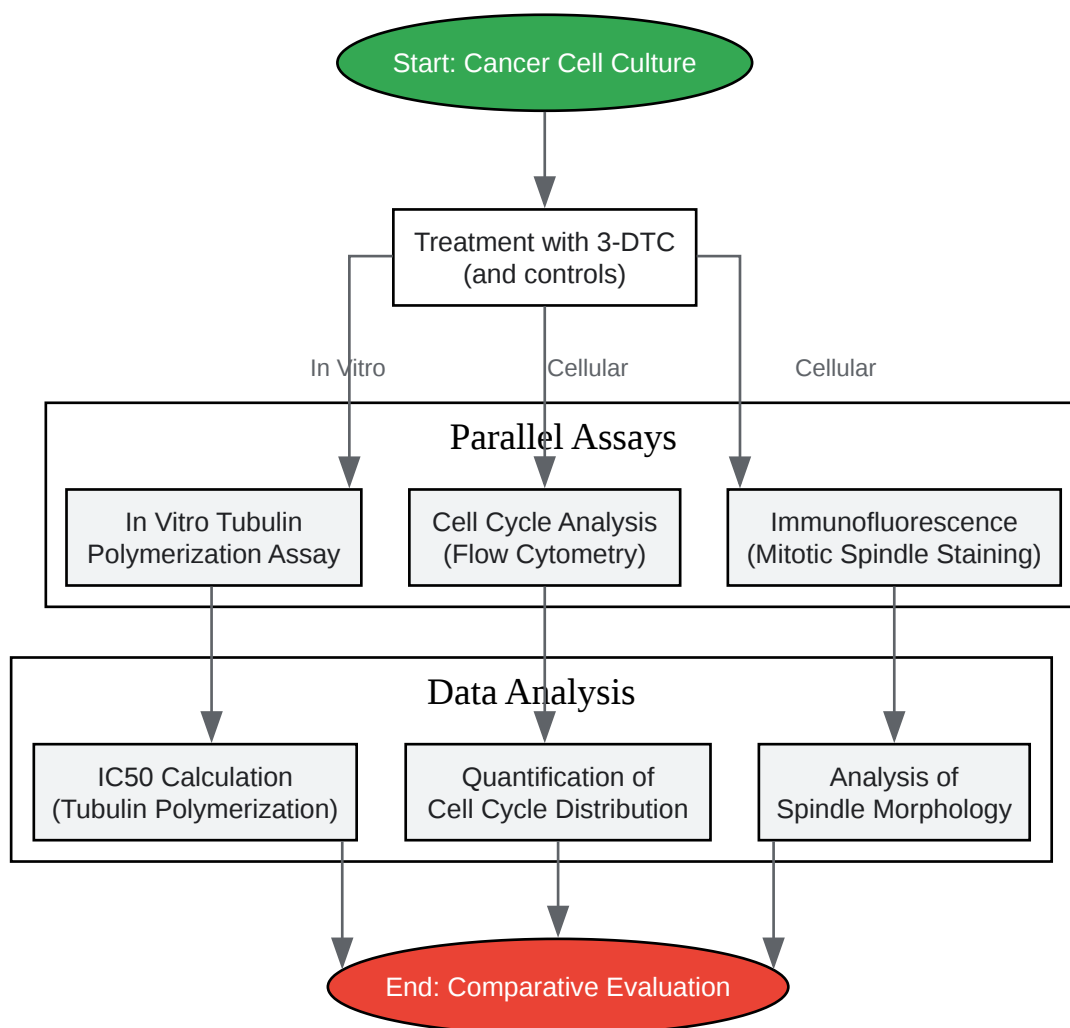 Start: Cancer Cell Culture
Treatment with 3-DTC
(and controls)
In Vitro
Cellular
Cellular
Parallel Assays
In Vitro Tubulin
Polymerization Assay
Cell Cycle Analysis
(Flow Cytometry)
Immunofluorescence
(Mitotic Spindle Staining)
Data Analysis
IC50 Calculation
(Tubulin Polymerization)
Quantification of
Cell Cycle Distribution
Analysis of
Spindle Morphology
End: Comparative Evaluation